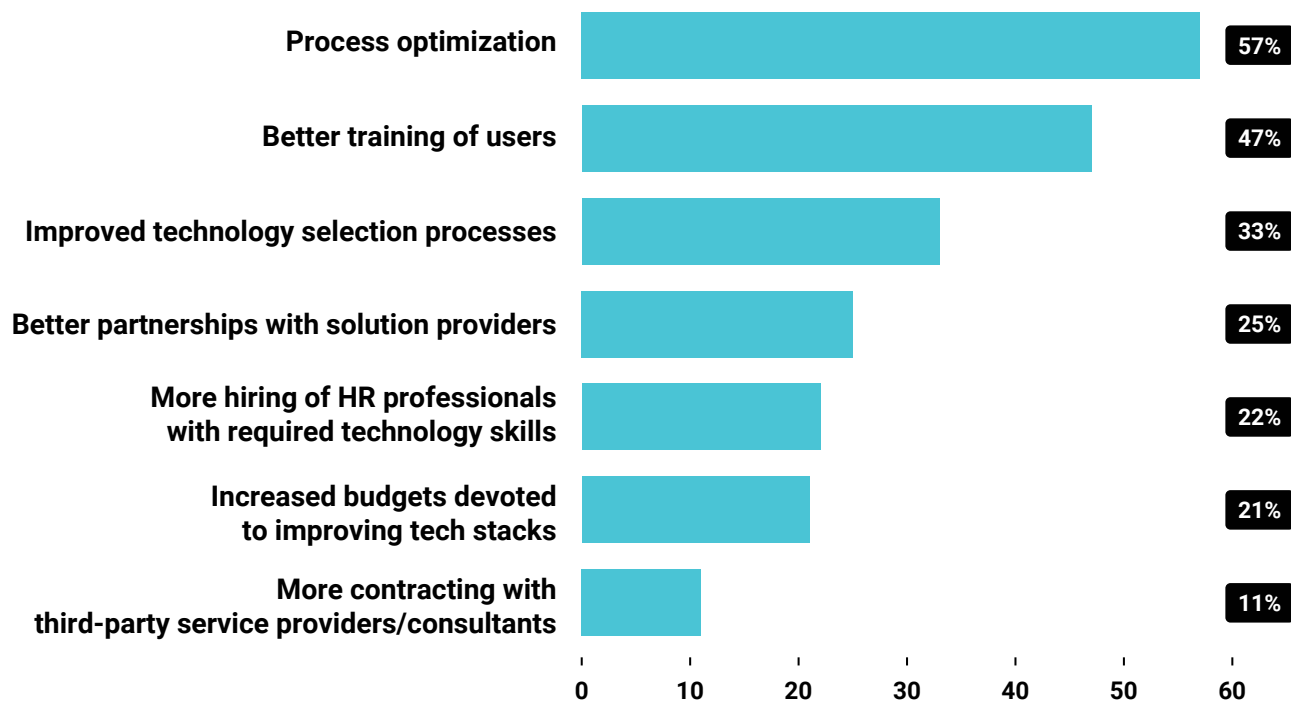 Process optimization
57%
Better training of users
47%
Improved technology selection processes
33%
Better partnerships with solution providers
25%
More hiring of HR professionals
with required technology skills
22%
Increased budgets devoted
to improving tech stacks
21%
More contracting with
third-party service providers/consultants
11%
0 10 20 30 40 50 60